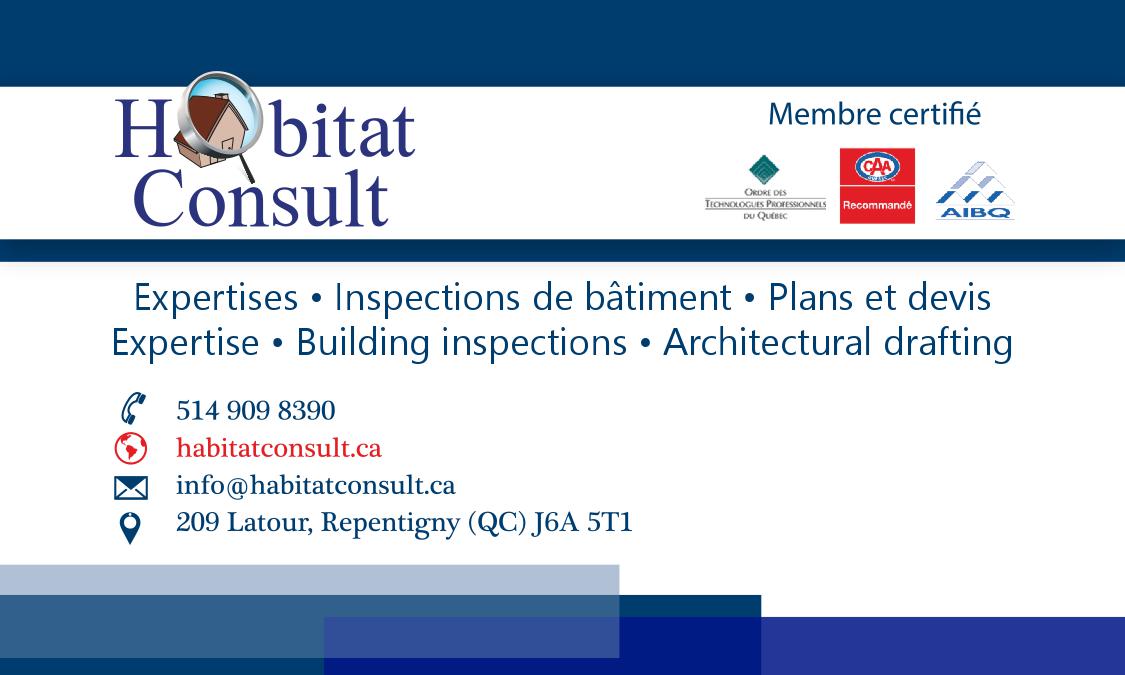 Habitat
Consult
Membre certifié
ORDRE DES
TECHNOLOGUES PROFESSIONNELS
DU QUÉBEC
CAA
Recommandé
AIBQ
Expertises • Inspections de bâtiment • Plans et devis
Expertise • Building inspections • Architectural drafting
514 909 8390
habitatconsult.ca
info@habitatconsult.ca
209 Latour, Repentigny (QC) J6A 5T1